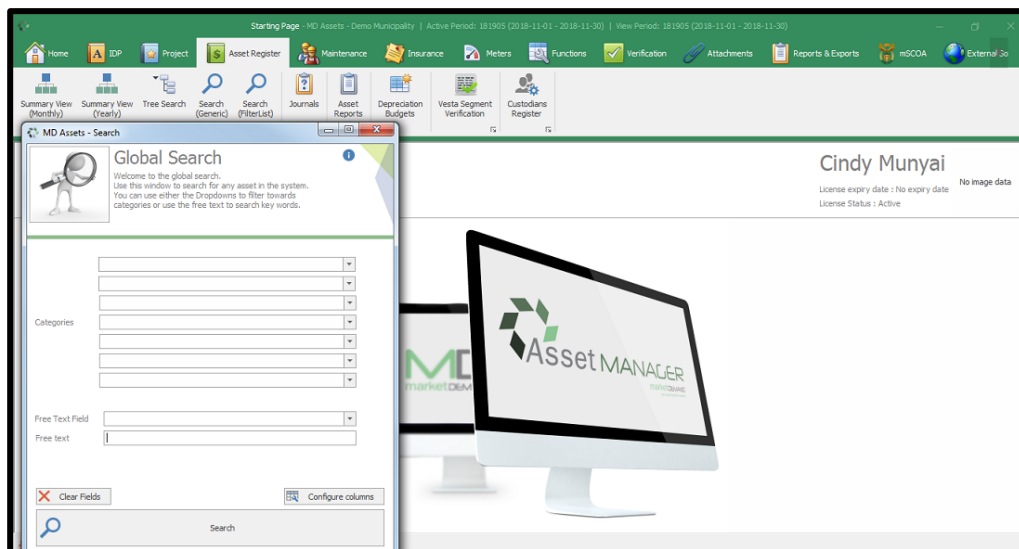 Starting Page - MD Assets - Demo Municipality | Active Period: 181905 (2018-11-01 - 2018-11-30) | View Period: 181905 (2018-11-01 - 2018-11-30)
Home IDP Project Asset Register Maintenance Insurance Meters Functions Verification Attachments Reports & Exports mSCOA External
Summary View (Monthly)
Summary View (Yearly)
Tree Search
Search (Generic)
Search (FilterList)
Journals
Asset Reports
Depreciation Budgets
Vesta Segment Verification
Custodians Register
MD Assets - Search
Global Search
Welcome to the global search.
Use this window to search for any asset in the system.
You can use either the Dropdowns to filter towards
categories or use the free text to search key words.
Cindy Munyai
License expiry date : No expiry date
No image data
License Status : Active
Categories
Free Text Field
Free text
Clear Fields
Configure columns
Search
Asset MANAGER